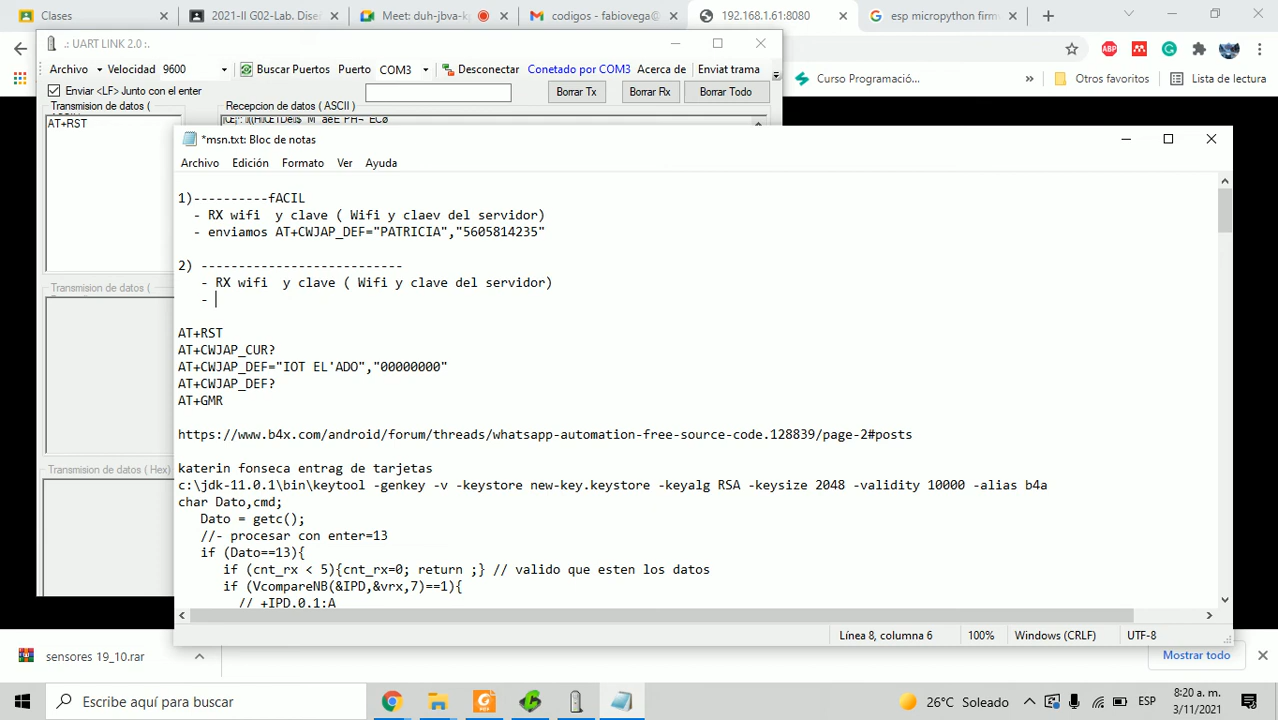 Clases
2021-II G02-Lab. Dise
Meet: duh-jbva-k
codigos - fabiovega@
192.168.1.61:8080
esp micropython firm
.: UART LINK 2.0 :.
Archivo
Velocidad
9600
Buscar Puertos
Puerto
COM3
Desconectar
Conetado por COM3
Acerca de
Enviat trama
Curso Programació...
»
Otros favoritos
Lista de lectura
Enviar <LF> Junto con el enter
Borrar Tx
Borrar Rx
Borrar Todo
Transmision de datos (
Recepcion de datos ( ASCII )
AT+RST
*msn.txt: Bloc de notas
Archivo Edición Formato Ver Ayuda
1)----------fACIL
- RX wifi  y clave ( Wifi y claev del servidor)
- enviamos AT+CWJAP_DEF="PATRICIA","5605814235"
2) ---------------------------
- RX wifi  y clave ( Wifi y clave del servidor)
-
AT+RST
AT+CWJAP_CUR?
AT+CWJAP_DEF="IOT EL'ADO","00000000"
AT+CWJAP_DEF?
AT+GMR
https://www.b4x.com/android/forum/threads/whatsapp-automation-free-source-code.128839/page-2#posts
katerin fonseca entrag de tarjetas
c:\jdk-11.0.1\bin\keytool -genkey -v -keystore new-key.keystore -keyalg RSA -keysize 2048 -validity 10000 -alias b4a
char Dato,cmd;
Dato = getc();
//- procesar con enter=13
if (Dato==13){
if (cnt_rx < 5){cnt_rx=0; return ;} // valido que esten los datos
if (VcompareNB(&IPD,&vrx,7)==1){
// +IPD,0,1:A
Transmision de datos (
Transmision de datos ( Hex)
Línea 8, columna 6
100%
Windows (CRLF)
UTF-8
sensores 19_10.rar
Mostrar todo
Escribe aquí para buscar
26°C Soleado
ESP
8:20 a. m.
3/11/2021